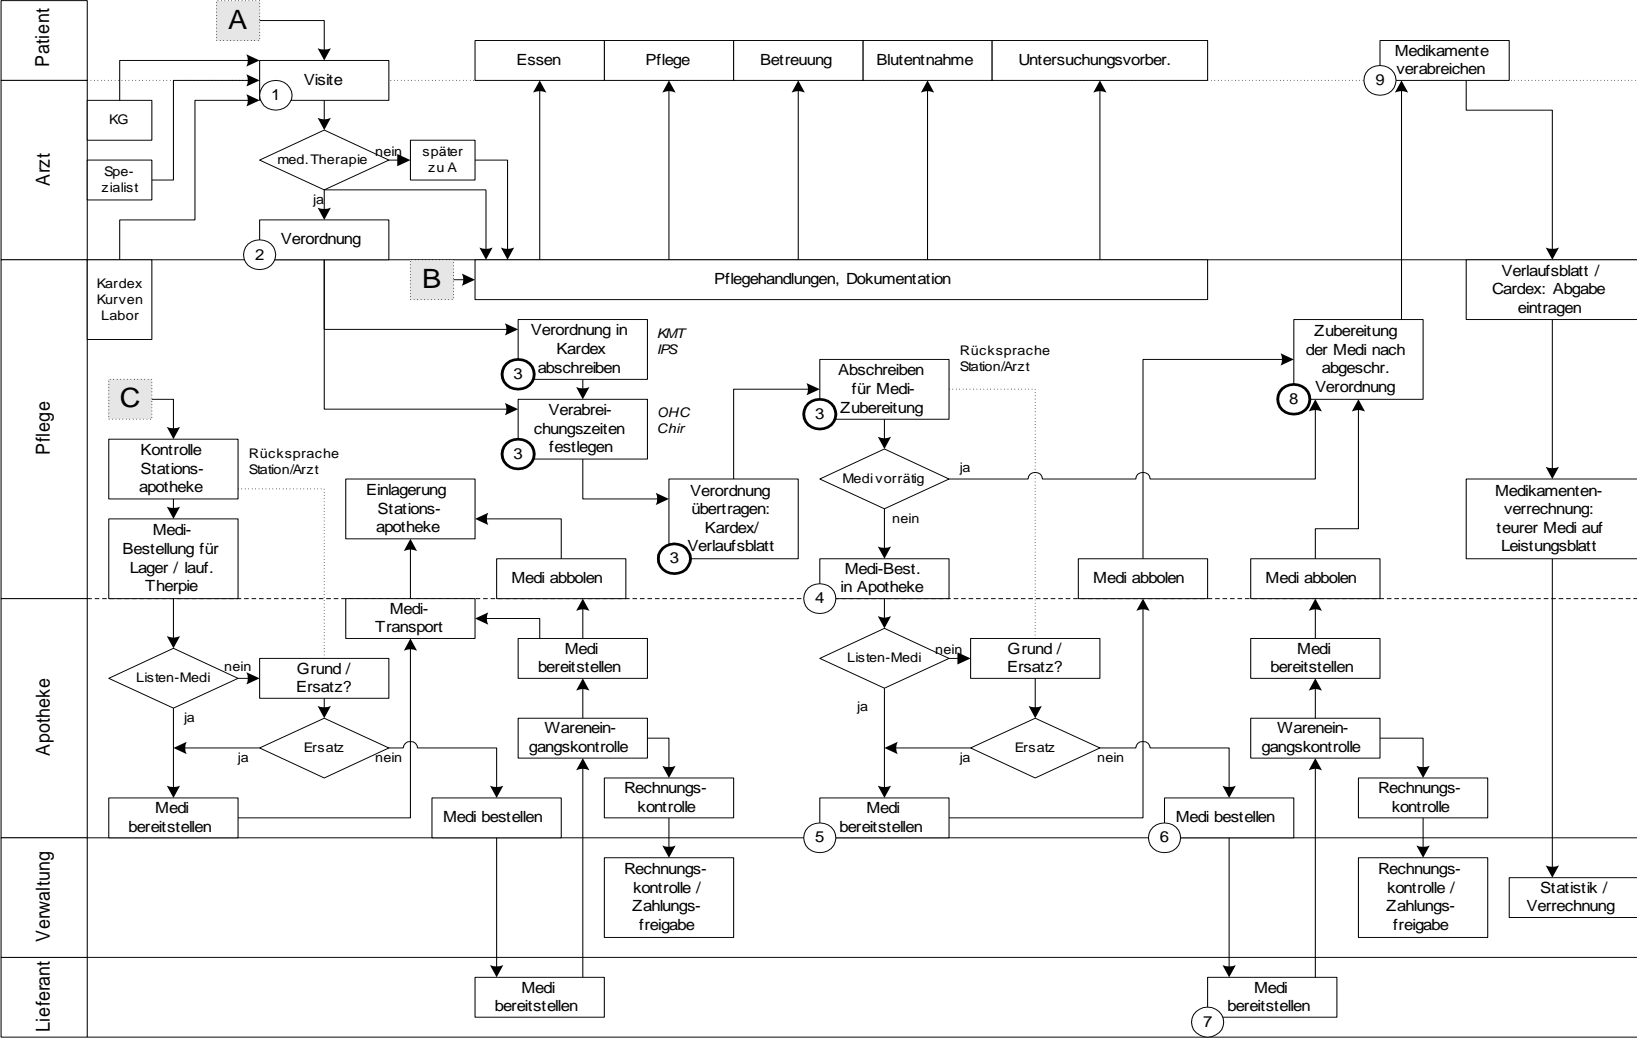 Patient
Arzt
Pflege
Apotheke
Verwaltung
Lieferant
A
Visite
1
KG
Spe-
zialist
Kardex
Kurven
Labor
med. Therapie
nein
ja
später
zu A
Verordnung
2
Essen
Pflege
Betreuung
Blutentnahme
Untersuchungsvorber.
B
Pflegehandlungen, Dokumentation
Medikamente
verabreichen
9
Verlaufsblatt /
Cardex: Abgabe
eintragen
Verordnung in
Kardex
abschreiben
3
KMT
IPS
Verabrei-
chungszeiten
festlegen
3
OHC
Chir
Verordnung
übertragen:
Kardex/
Verlaufsblatt
3
Abschreiben
für Medi-
Zubereitung
3
Rücksprache
Station/Arzt
Zubereitung
der Medi nach
abgeschr.
Verordnung
8
Medi vorrätig
ja
nein
Medi-Best.
in Apotheke
4
Medi abbolen
Medi abbolen
Medikamenten-
verrechnung:
teurer Medi auf
Leistungsblatt
C
Kontrolle
Stations-
apotheke
Rücksprache
Station/Arzt
Medi-
Bestellung für
Lager / lauf.
Therpie
Einlagerung
Stations-
apotheke
Medi abbolen
Medi-
Transport
Listen-Medi
nein
ja
Grund /
Ersatz?
Ersatz
ja
nein
Medi
bereitstellen
Medi
bereitstellen
Warenein-
gangskontrolle
Rechnungs-
kontrolle
Medi bestellen
Rechnungs-
kontrolle /
Zahlungs-
freigabe
Medi
bereitstellen
Listen-Medi
nein
ja
Grund /
Ersatz?
Ersatz
ja
nein
Medi
bereitstellen
5
Medi bestellen
6
Medi
bereitstellen
Warenein-
gangskontrolle
Rechnungs-
kontrolle
Rechnungs-
kontrolle /
Zahlungs-
freigabe
Statistik /
Verrechnung
Medi
bereitstellen
7